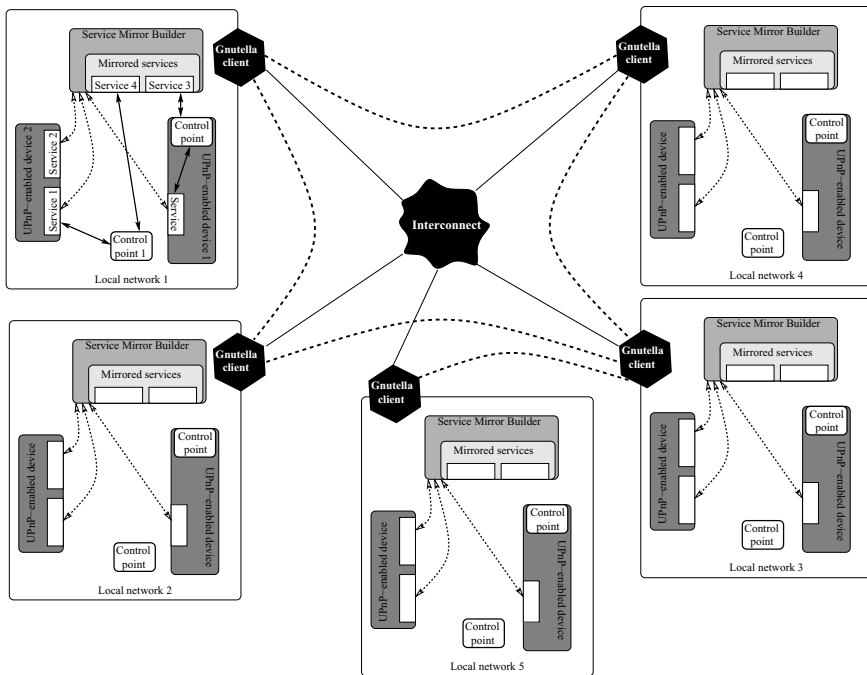 Service Mirror Builder
Mirrored services
Service 4
Service 3
Gnutella
client
Control
point
UPnP-enabled device 2
Service 2
Service 1
Service
UPnP-enabled device 1
Control
point 1
Local network 1
Gnutella
client
Service Mirror Builder
Mirrored services
UPnP-enabled device
Control
point
UPnP-enabled device
Control
point
Local network 4
Interconnect
Service Mirror Builder
Mirrored services
Gnutella
client
UPnP-enabled device
Control
point
UPnP-enabled device
Control
point
Local network 2
Gnutella
client
Service Mirror Builder
Mirrored services
UPnP-enabled device
Control
point
UPnP-enabled device
Control
point
Local network 3
Gnutella
client
Service Mirror Builder
Mirrored services
UPnP-enabled device
Control
point
UPnP-enabled device
Control
point
Local network 5